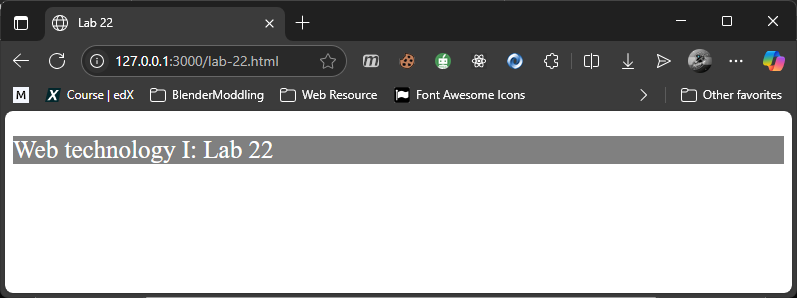 Lab 22
127.0.0.1:3000/lab-22.html
M Course | edX BlenderModdling Web Resource Font Awesome Icons Other favorites
Web technology I: Lab 22